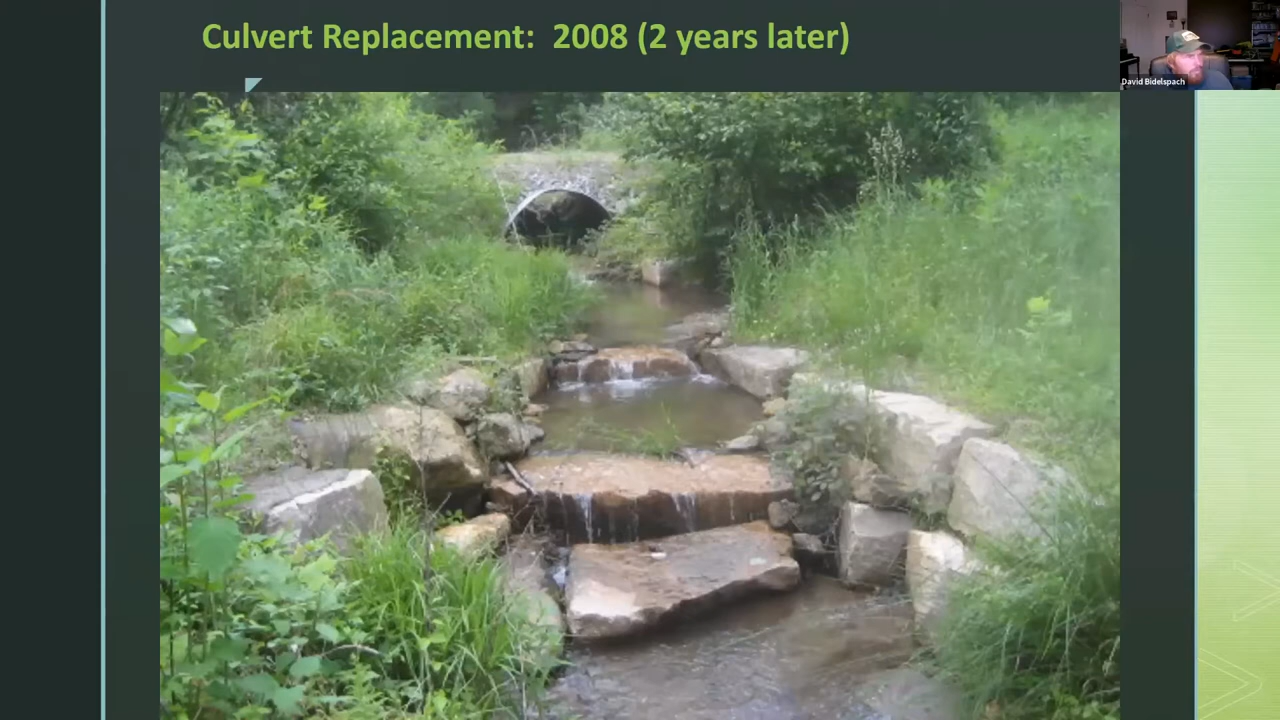 Culvert Replacement:  2008 (2 years later)
David Bidelspach